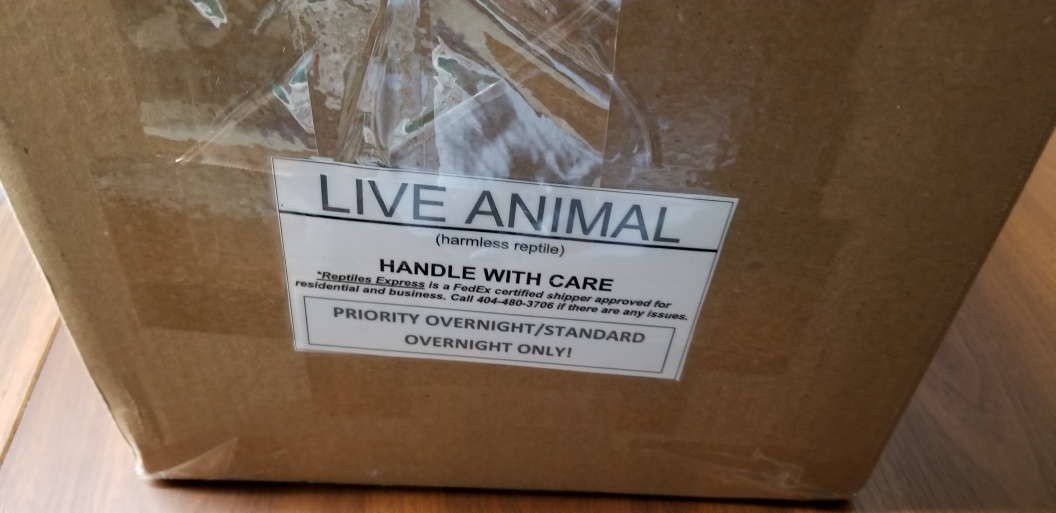 LIVE ANIMAL
(harmless reptile)
HANDLE WITH CARE
*Reptiles Express is a FedEx certified shipper approved for
residential and business. Call 404-480-3706 if there are any issues.
PRIORITY OVERNIGHT/STANDARD
OVERNIGHT ONLY!